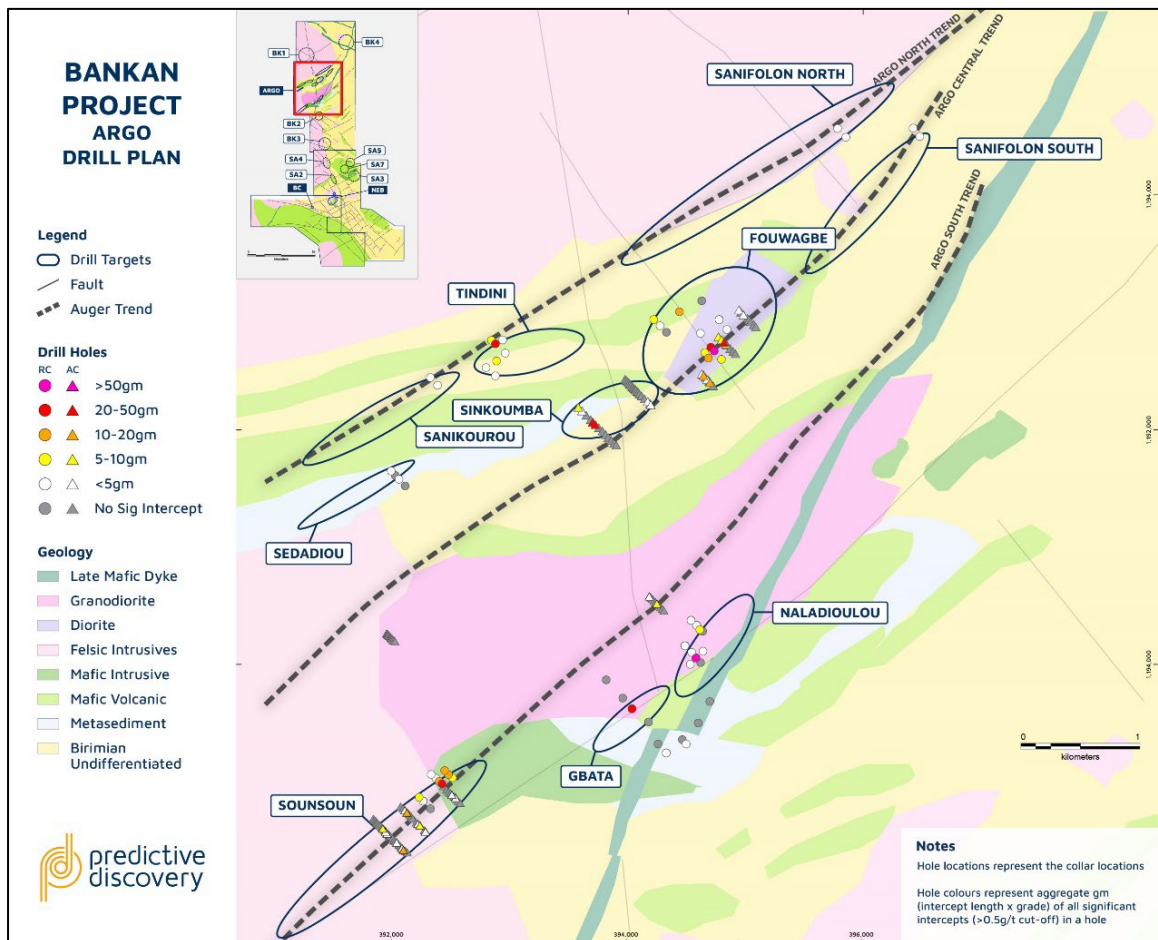 BANKAN
PROJECT
ARGO
DRILL PLAN
Legend
Drill Targets
Fault
Auger Trend
Drill Holes
RC AC
>50gm
20-50gm
10-20gm
5-10gm
<5gm
No Sig Intercept
Geology
Late Mafic Dyke
Granodiorite
Diorite
Felsic Intrusives
Mafic Intrusive
Mafic Volcanic
Metasediment
Birimian
Undifferentiated
predictive
discovery
BK1
BK4
ARGO
BK2
BK3
SA4
SA5
SA7
SA2
SA3
BC
NEB
SANIFOLON NORTH
ARGO NORTH TREND
ARGO CENTRAL TREND
SANIFOLON SOUTH
ARGO SOUTH TREND
FOUWAGBE
TINDINI
SINKOUMBA
SANIKOUROU
SEDADIOU
NALADIOULOU
GBATA
SOUNSOUN
1,194,000
1,192,000
1,194,000
394,000
396,000
0 1
kilometers
392,000
394,000
396,000
Notes
Hole locations represent the collar locations
Hole colours represent aggregate gm
(intercept length x grade) of all significant
intercepts (>0.5g/t cut-off) in a hole